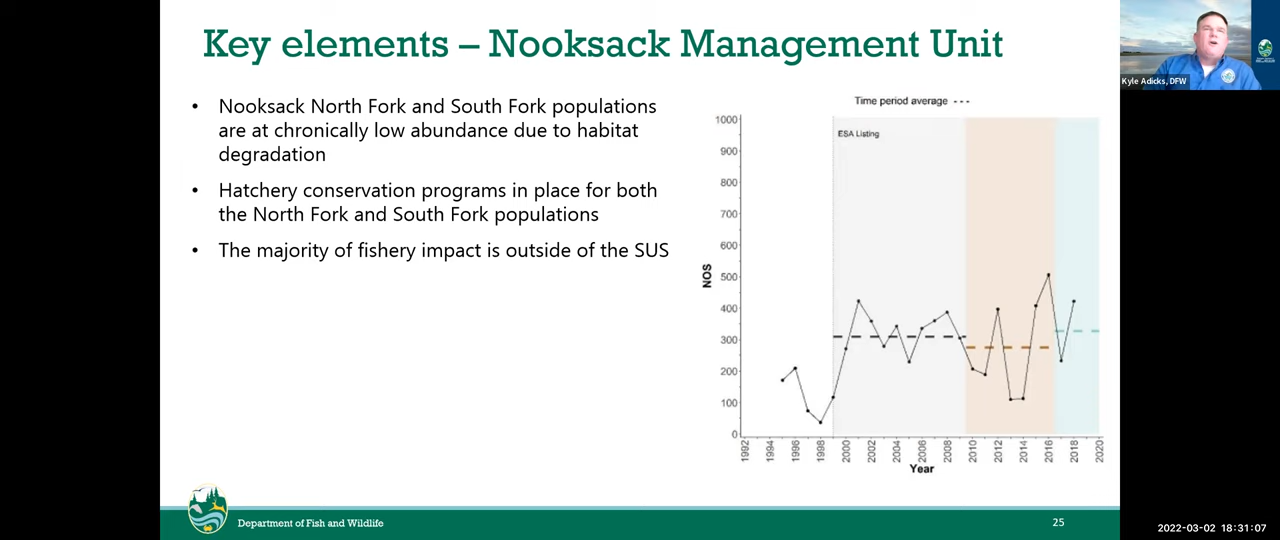 Key elements – Nooksack Management Unit
• Nooksack North Fork and South Fork populations
are at chronically low abundance due to habitat
degradation
• Hatchery conservation programs in place for both
the North Fork and South Fork populations
• The majority of fishery impact is outside of the SUS
Time period average
ESA Listing
1000
900
800
700
600
500
400
300
200
100
0
NOS
1992
1994
1996
1998
2000
2002
2004
2006
2008
2010
2012
2014
2016
2018
2020
Year
Department of Fish and Wildlife
25
Kyle Adicks, DFW
2022-03-02 18:31:07